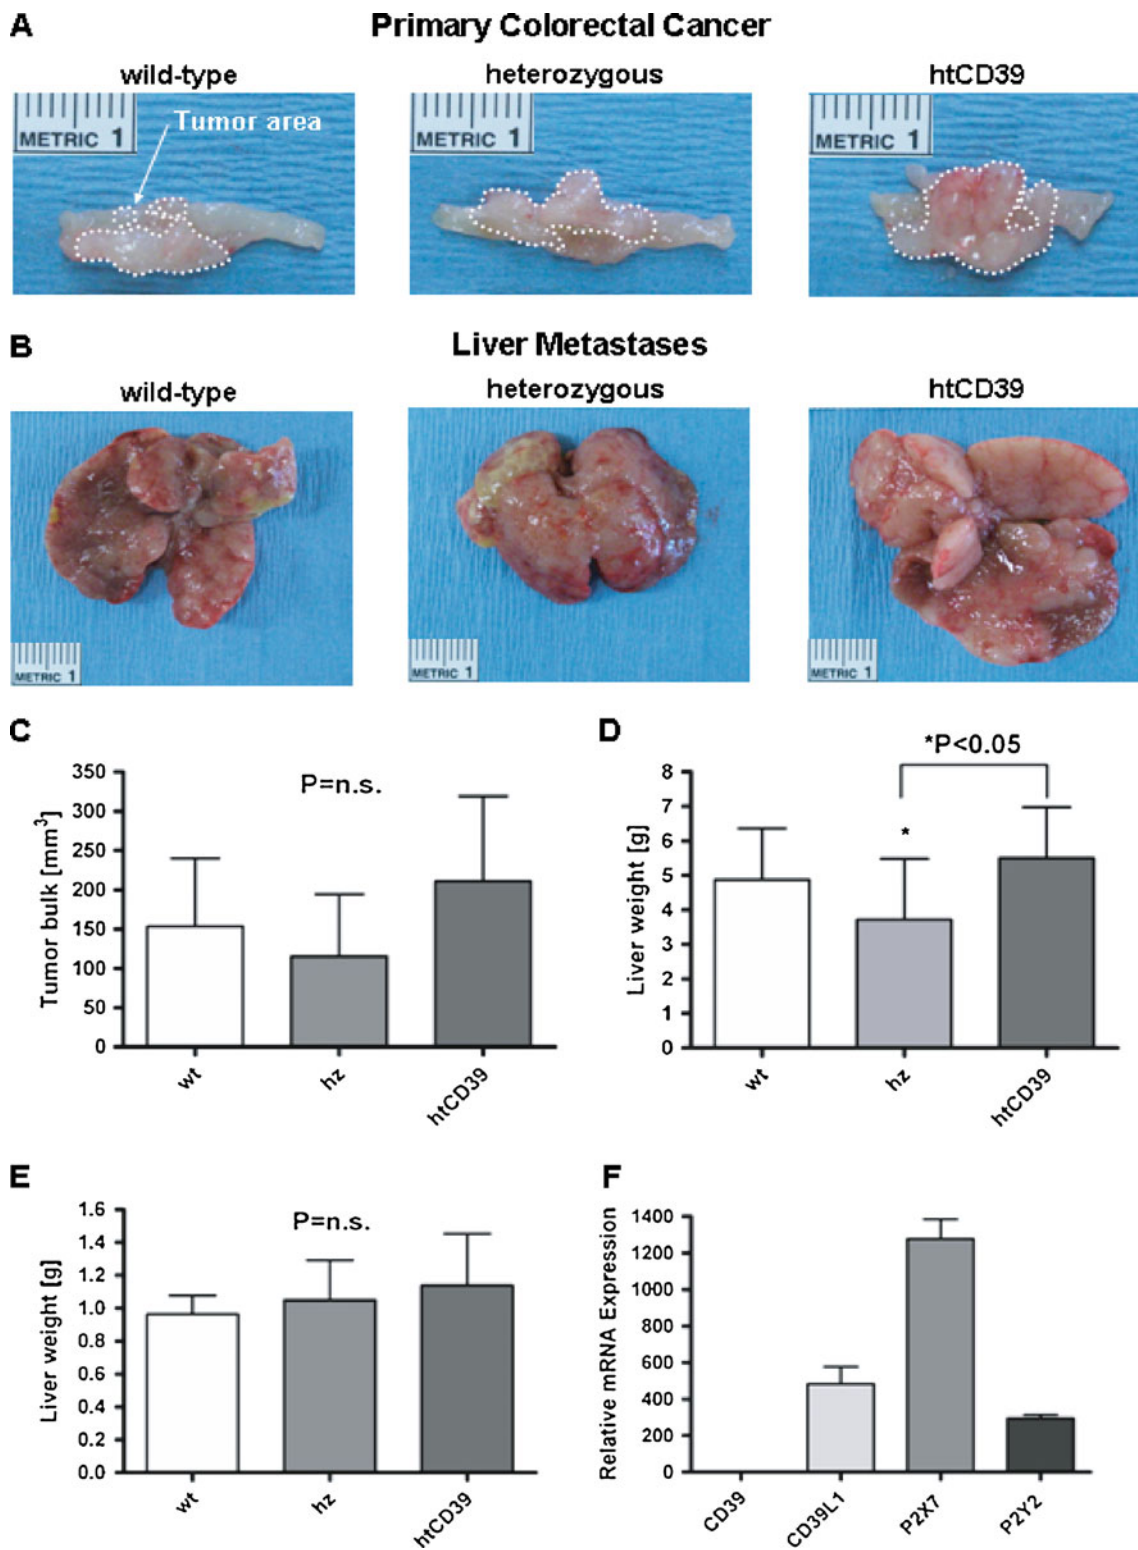 A
Primary Colorectal Cancer
wild-type
heterozygous
htCD39
METRIC 1
Tumor area
METRIC 1
METRIC 1
B
Liver Metastases
wild-type
heterozygous
htCD39
METRIC 1
METRIC 1
METRIC 1
C
P=n.s.
Tumor bulk [mm³]
350
300
250
200
150
100
50
0
wt
hz
htCD39
D
*P<0.05
*
Liver weight [g]
8
7
6
5
4
3
2
1
0
wt
hz
htCD39
E
P=n.s.
Liver weight [g]
1.6
1.4
1.2
1.0
0.8
0.6
0.4
0.2
0.0
wt
hz
htCD39
F
Relative mRNA Expression
1400
1200
1000
800
600
400
200
0
CD39
CD39L1
P2X7
P2Y2